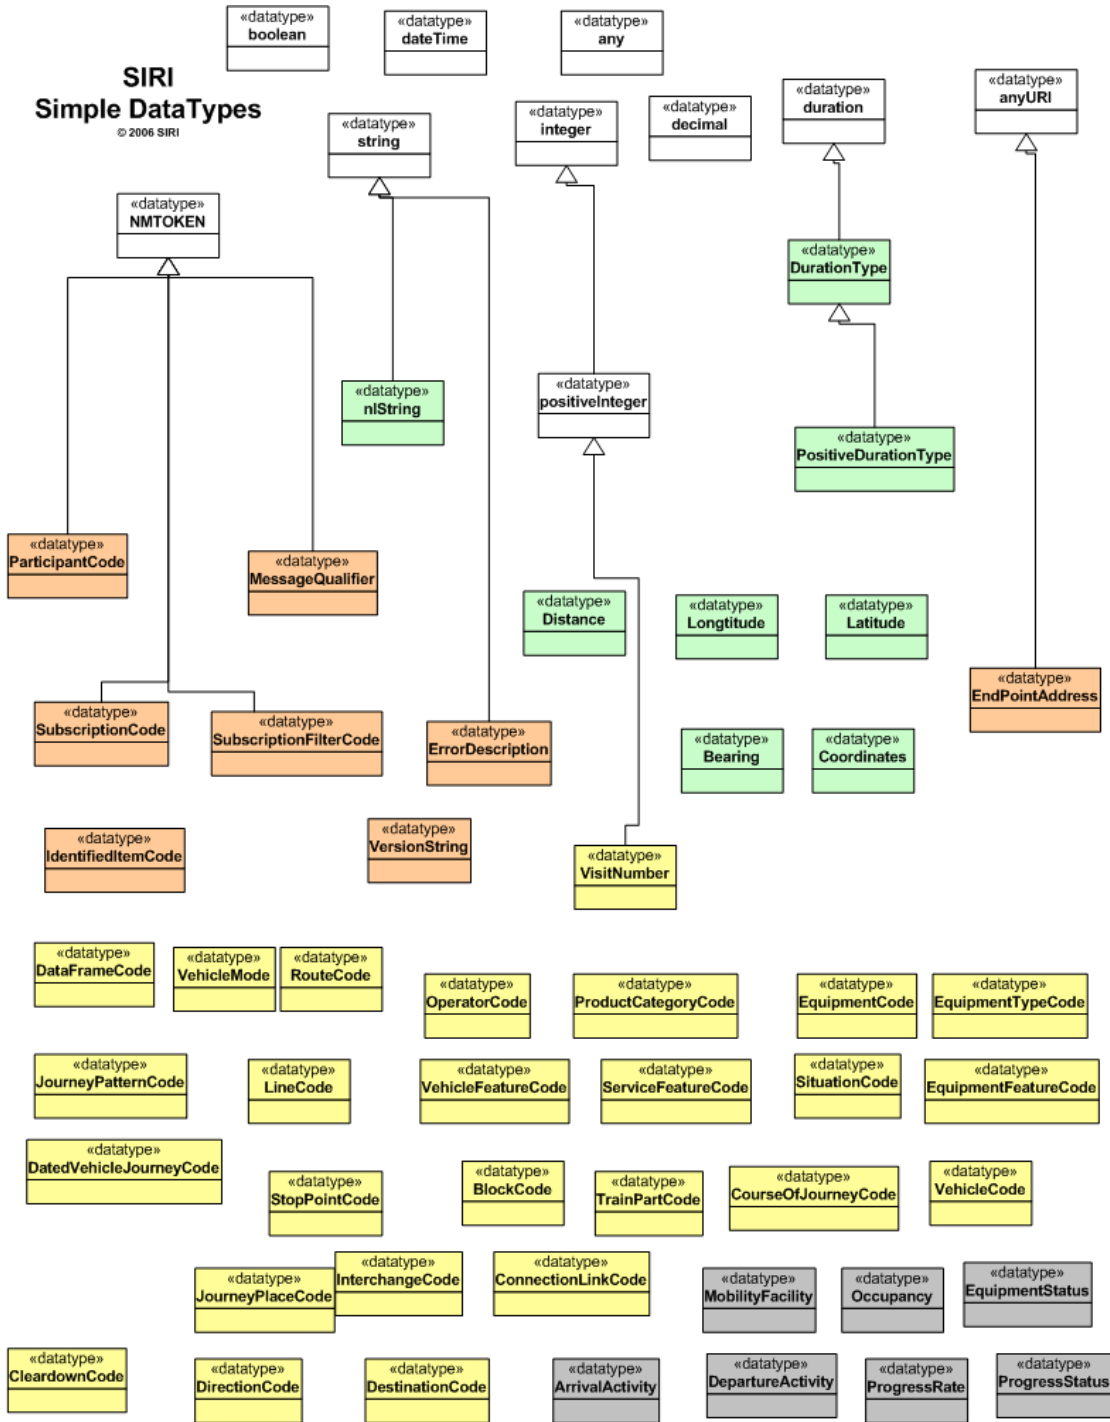 «datatype»
boolean
«datatype»
dateTime
«datatype»
any
SIRI
Simple DataTypes
© 2006 SIRI
«datatype»
string
«datatype»
integer
«datatype»
decimal
«datatype»
duration
«datatype»
anyURI
«datatype»
NMTOKEN
«datatype»
DurationType
«datatype»
nlString
«datatype»
positiveInteger
«datatype»
PositiveDurationType
«datatype»
ParticipantCode
«datatype»
MessageQualifier
«datatype»
Distance
«datatype»
Longtitude
«datatype»
Latitude
«datatype»
EndPointAddress
«datatype»
SubscriptionCode
«datatype»
SubscriptionFilterCode
«datatype»
ErrorDescription
«datatype»
Bearing
«datatype»
Coordinates
«datatype»
IdentifiedItemCode
«datatype»
VersionString
«datatype»
VisitNumber
«datatype»
DataFrameCode
«datatype»
VehicleMode
«datatype»
RouteCode
«datatype»
OperatorCode
«datatype»
ProductCategoryCode
«datatype»
EquipmentCode
«datatype»
EquipmentTypeCode
«datatype»
JourneyPatternCode
«datatype»
LineCode
«datatype»
VehicleFeatureCode
«datatype»
ServiceFeatureCode
«datatype»
SituationCode
«datatype»
EquipmentFeatureCode
«datatype»
DatedVehicleJourneyCode
«datatype»
StopPointCode
«datatype»
BlockCode
«datatype»
TrainPartCode
«datatype»
CourseOfJourneyCode
«datatype»
VehicleCode
«datatype»
JourneyPlaceCode
«datatype»
InterchangeCode
«datatype»
ConnectionLinkCode
«datatype»
MobilityFacility
«datatype»
Occupancy
«datatype»
EquipmentStatus
«datatype»
CleardownCode
«datatype»
DirectionCode
«datatype»
DestinationCode
«datatype»
ArrivalActivity
«datatype»
DepartureActivity
«datatype»
ProgressRate
«datatype»
ProgressStatus